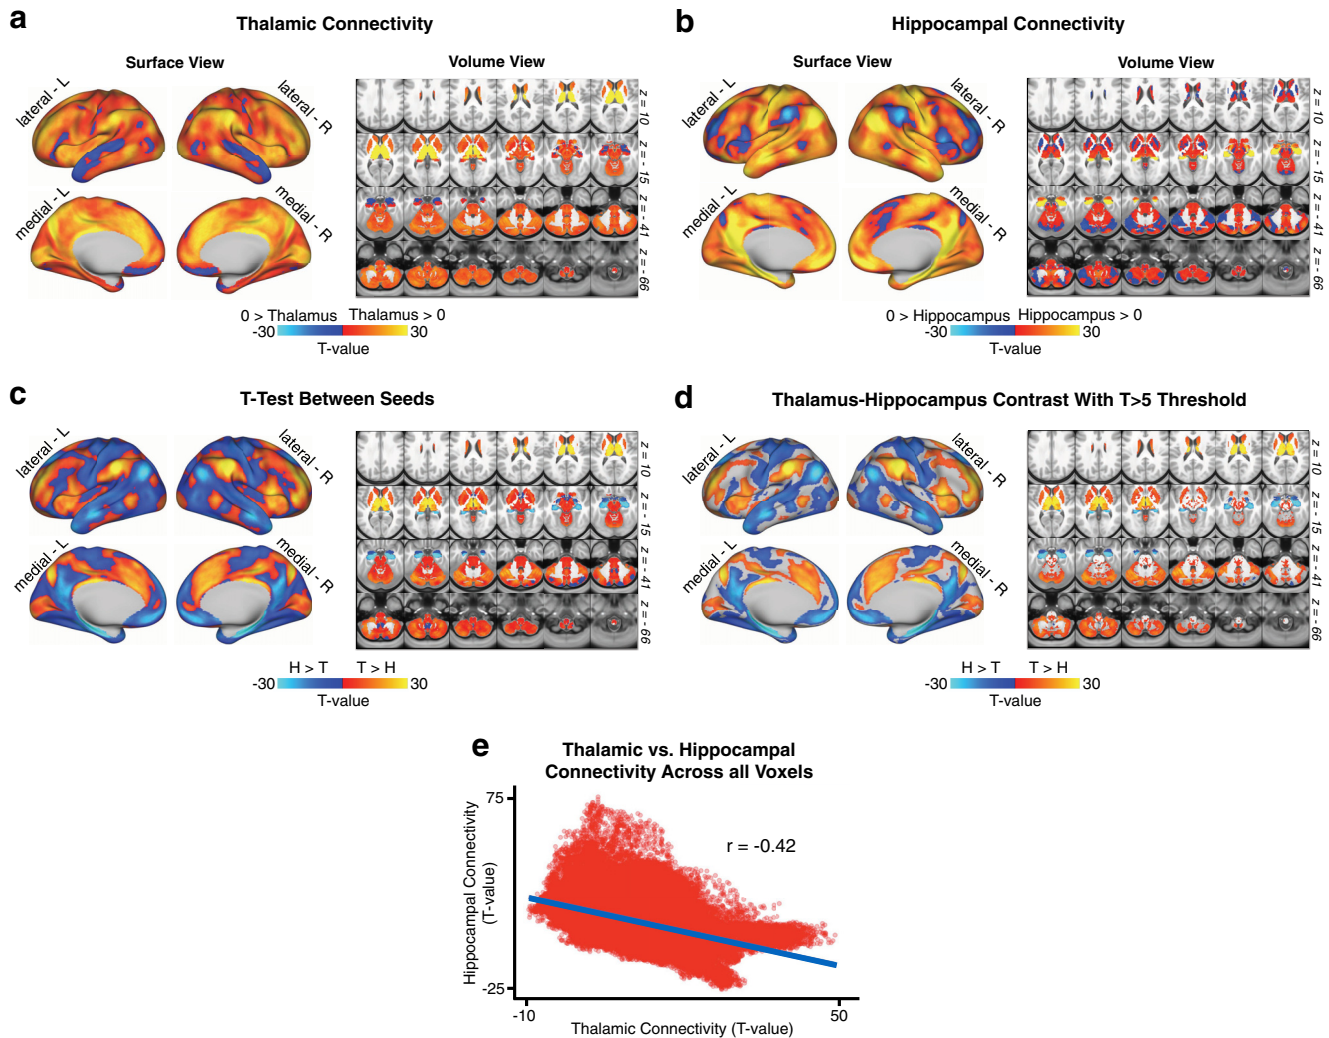 a
Thalamic Connectivity
Surface View
Volume View
lateral - L
lateral - R
medial - L
medial - R
z = 10
z = - 15
z = - 41
z = - 66
0 > Thalamus Thalamus > 0
-30 30
T-value
b
Hippocampal Connectivity
Surface View
Volume View
lateral - L
lateral - R
medial - L
medial - R
z = 10
z = - 15
z = - 41
z = - 66
0 > Hippocampus Hippocampus > 0
-30 30
T-value
c
T-Test Between Seeds
lateral - L
lateral - R
medial - L
medial - R
z = 10
z = - 15
z = - 41
z = - 66
H > T T > H
-30 30
T-value
d
Thalamus-Hippocampus Contrast With T>5 Threshold
lateral - L
lateral - R
medial - L
medial - R
z = 10
z = - 15
z = - 41
z = - 66
H > T T > H
-30 30
T-value
e
Thalamic vs. Hippocampal
Connectivity Across all Voxels
75
Hippocampal Connectivity
(T-value)
r = -0.42
-25
-10 50
Thalamic Connectivity (T-value)